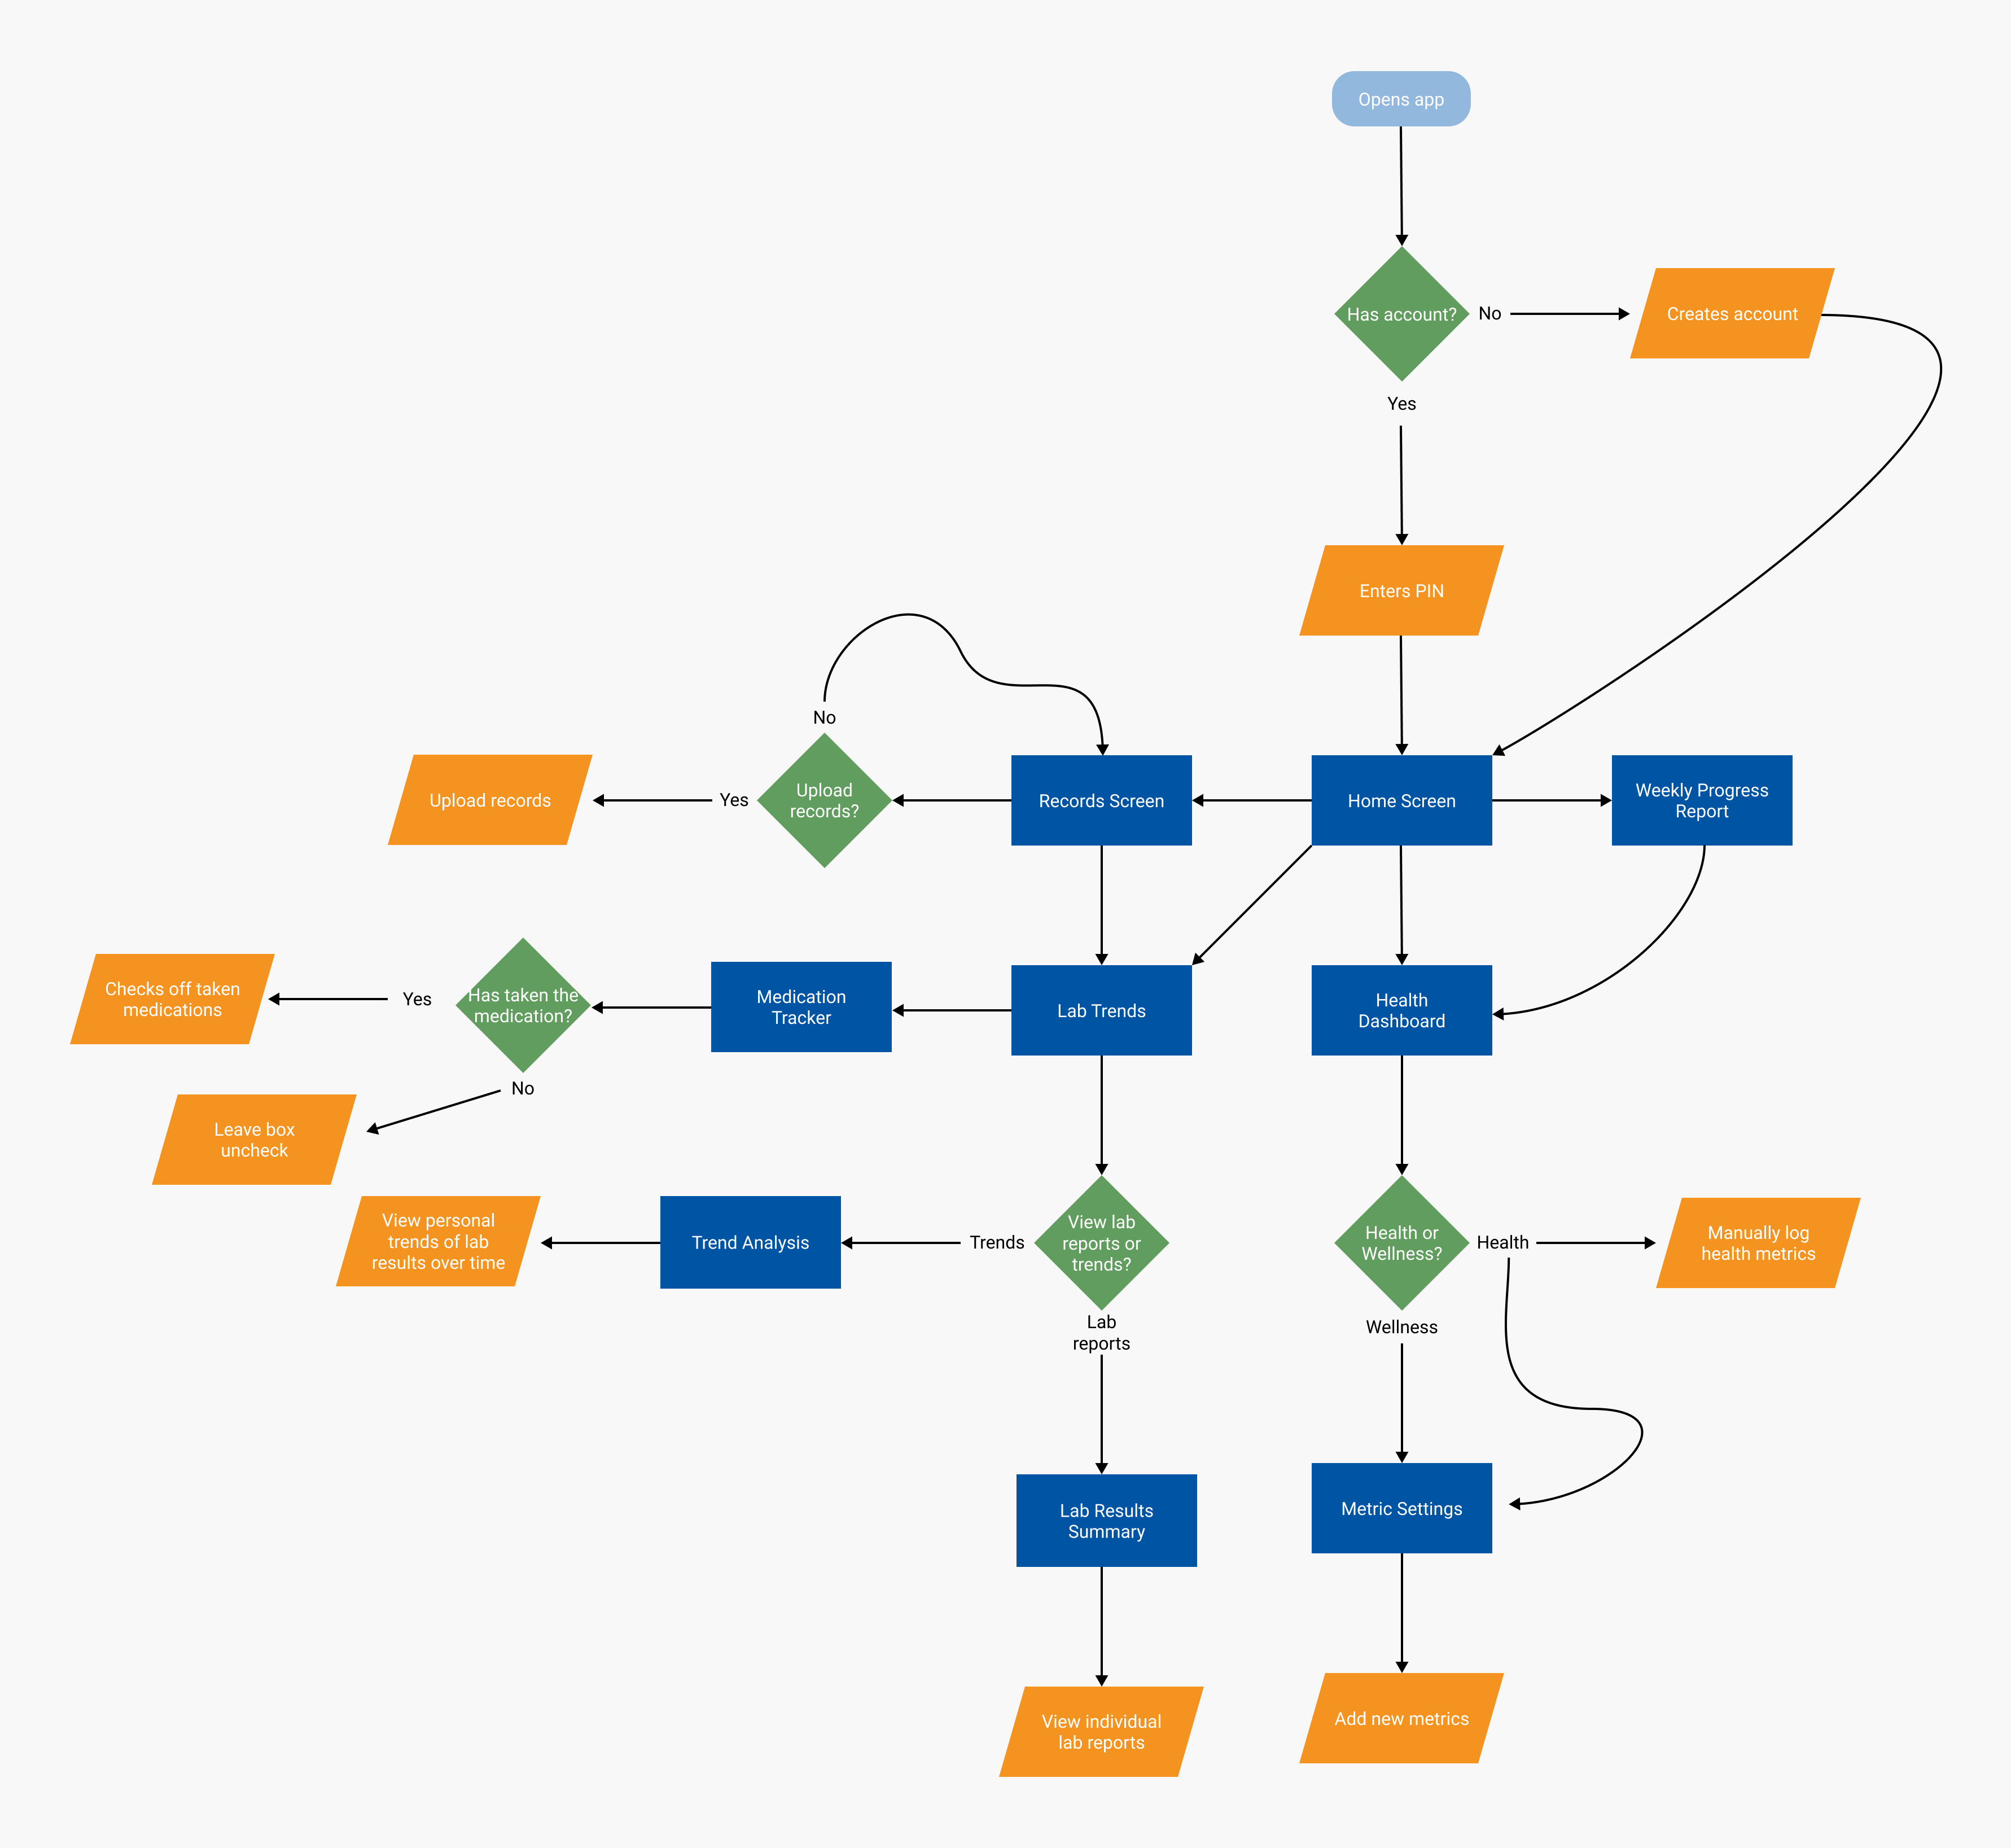 Opens app
Has account?
No
Creates account
Yes
Enters PIN
No
Upload records
Yes
Upload
records?
Records Screen
Home Screen
Weekly Progress
Report
Checks off taken
medications
Yes
Has taken the
medication?
Medication
Tracker
Lab Trends
Health
Dashboard
No
Leave box
uncheck
View personal
trends of lab
results over time
Trend Analysis
Trends
View lab
reports or
trends?
Health or
Wellness?
Health
Manually log
health metrics
Lab
reports
Wellness
Lab Results
Summary
Metric Settings
View individual
lab reports
Add new metrics